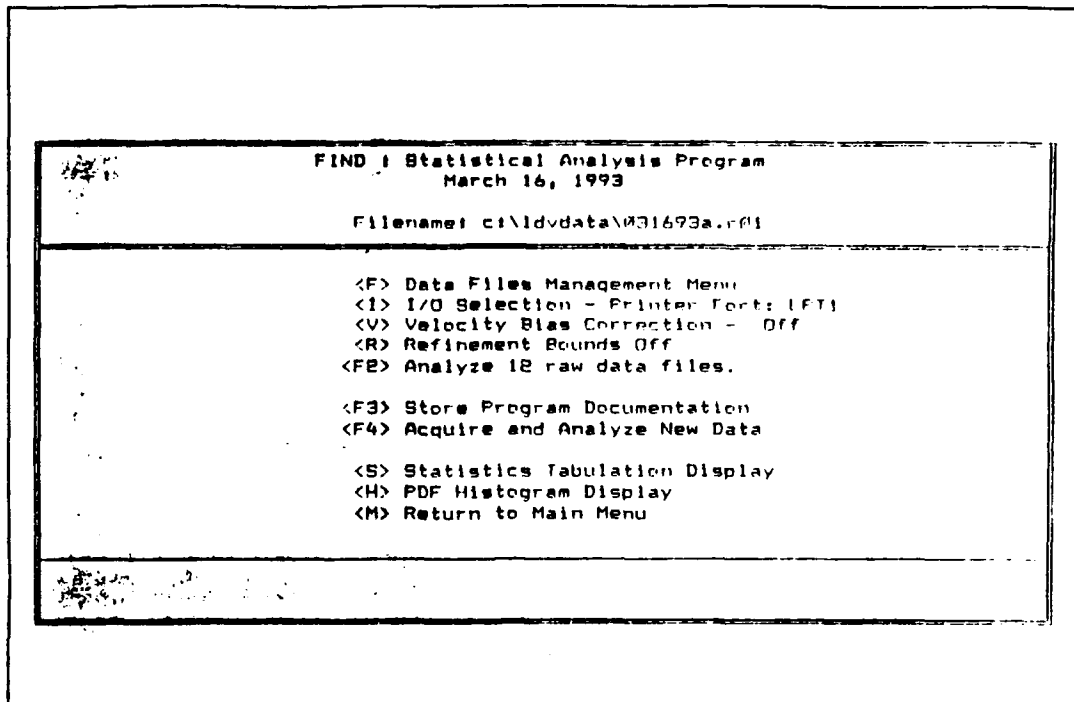 FIND : Statistical Analysis Program
March 16, 1993
Filename: c:\ldvdata\031693a.r01
<F> Data Files Management Menu
<I> I/O Selection - Printer Port: LPT1
<V> Velocity Bias Correction - Off
<R> Refinement Bounds Off
<F2> Analyze 12 raw data files.
<F3> Store Program Documentation
<F4> Acquire and Analyze New Data
<S> Statistics Tabulation Display
<H> PDF Histogram Display
<M> Return to Main Menu